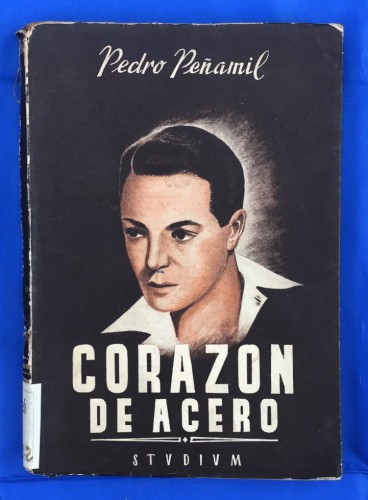 Pedro Peñamil
CORAZON
DE ACERO
STVDIVM